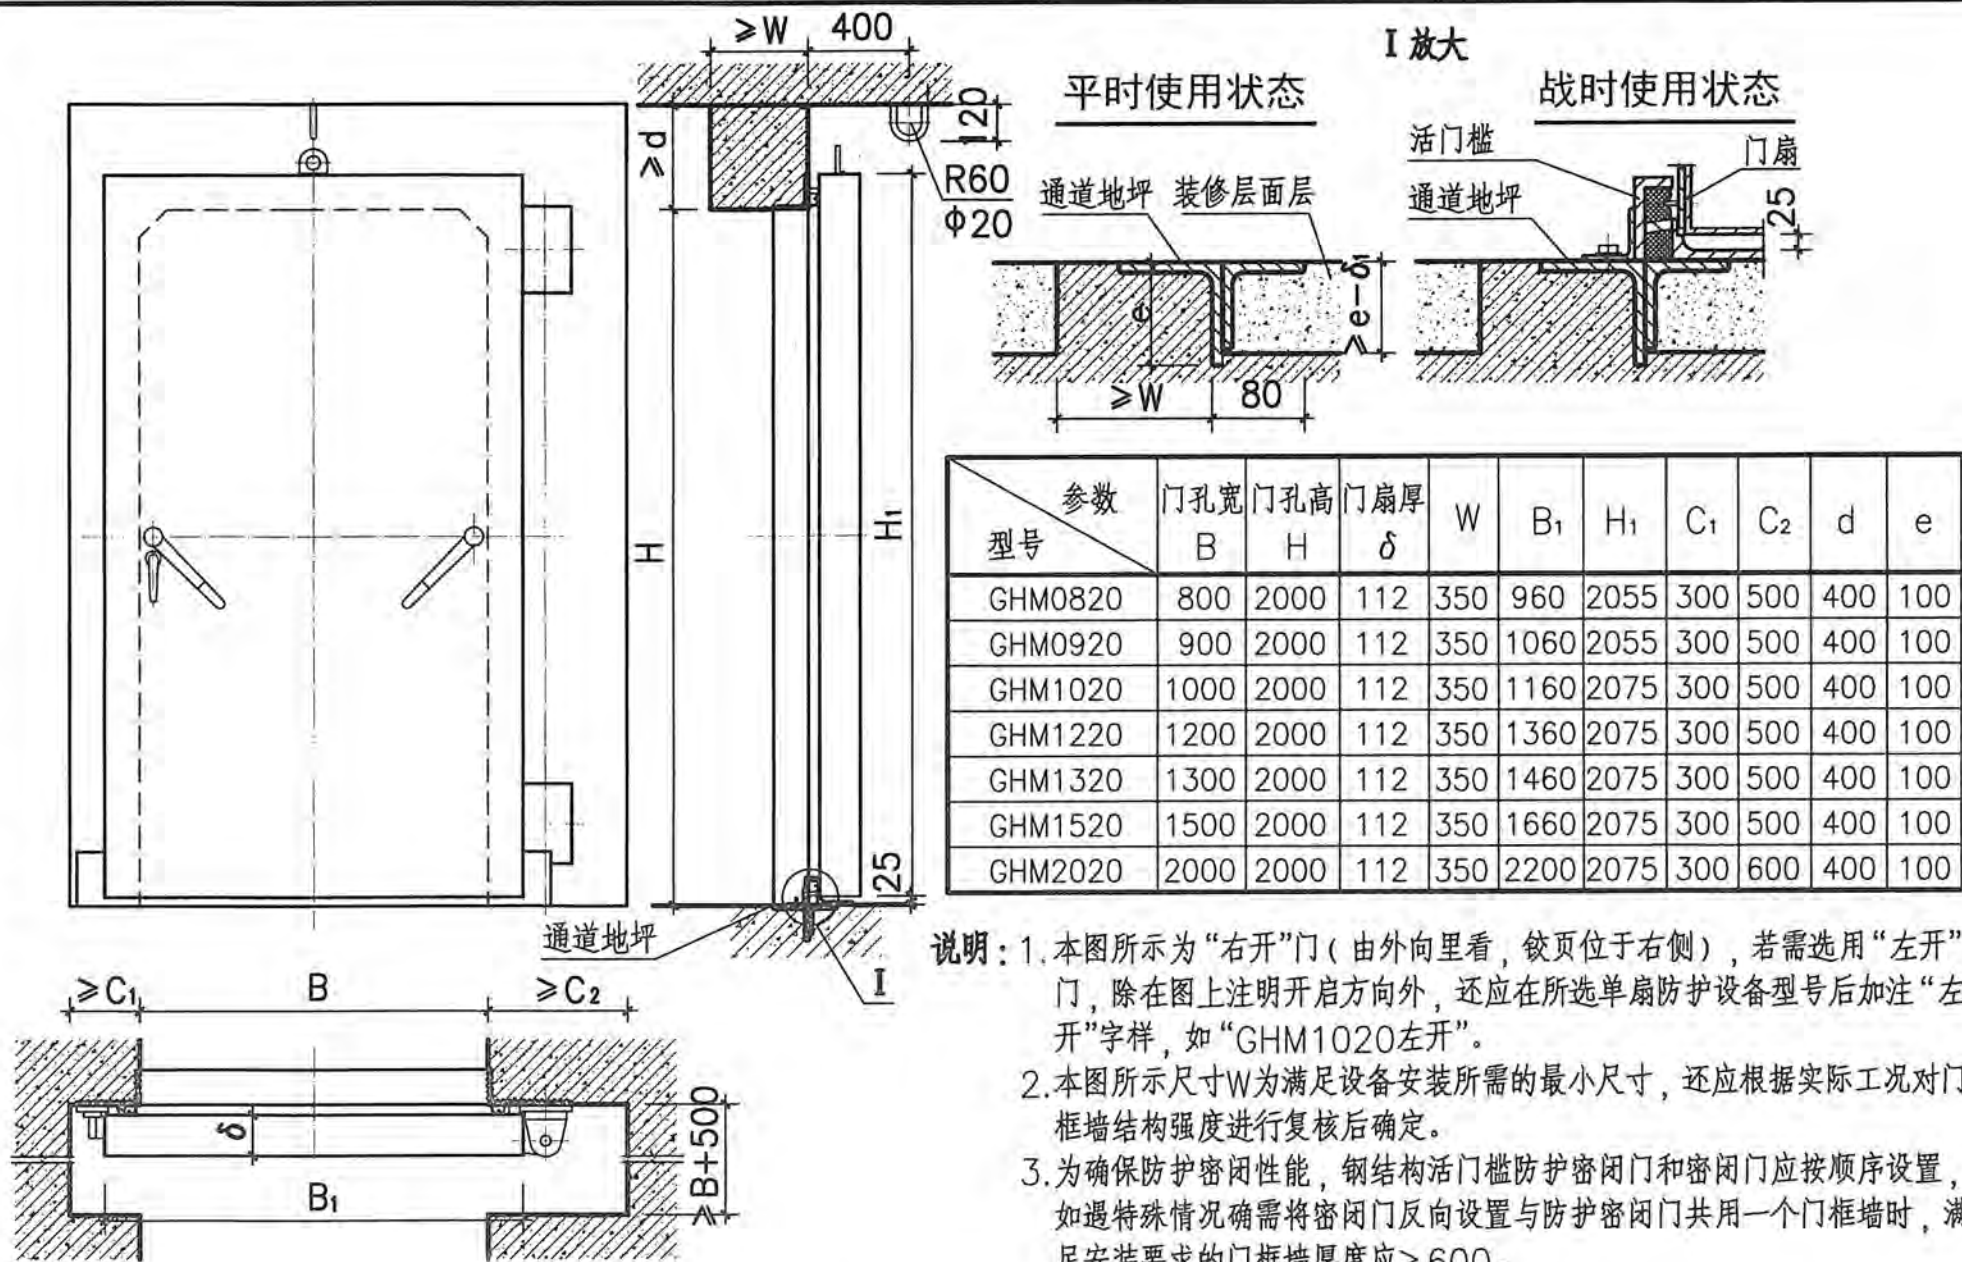 ≥W 400
≥d
120
R60
Φ20
H
H₁
25
通道地坪
I
≥C₁ B ≥C₂
δ
B₁
≥B+500
I 放大
平时使用状态
通道地坪 装修层面层
e
≥e-δ₁
≥W 80
战时使用状态
活门槛
门扇
通道地坪
25
参数 型号 门孔宽 B 门孔高 H 门扇厚 δ W B₁ H₁ C₁ C₂ d e
GHM0820 800 2000 112 350 960 2055 300 500 400 100
GHM0920 900 2000 112 350 1060 2055 300 500 400 100
GHM1020 1000 2000 112 350 1160 2075 300 500 400 100
GHM1220 1200 2000 112 350 1360 2075 300 500 400 100
GHM1320 1300 2000 112 350 1460 2075 300 500 400 100
GHM1520 1500 2000 112 350 1660 2075 300 500 400 100
GHM2020 2000 2000 112 350 2200 2075 300 600 400 100
说明：1.本图所示为“右开”门(由外向里看，铰页位于右侧)，若需选用“左开”
门，除在图上注明开启方向外，还应在所选单扇防护设备型号后加注“左
开”字样，如“GHM1020左开”。
2.本图所示尺寸W为满足设备安装所需的最小尺寸，还应根据实际工况对门
框墙结构强度进行复核后确定。
3.为确保防护密闭性能，钢结构活门槛防护密闭门和密闭门应按顺序设置，
如遇特殊情况确需将密闭门反向设置与防护密闭门共用一个门框墙时，满
足安装要求的门框墙厚度应≥600